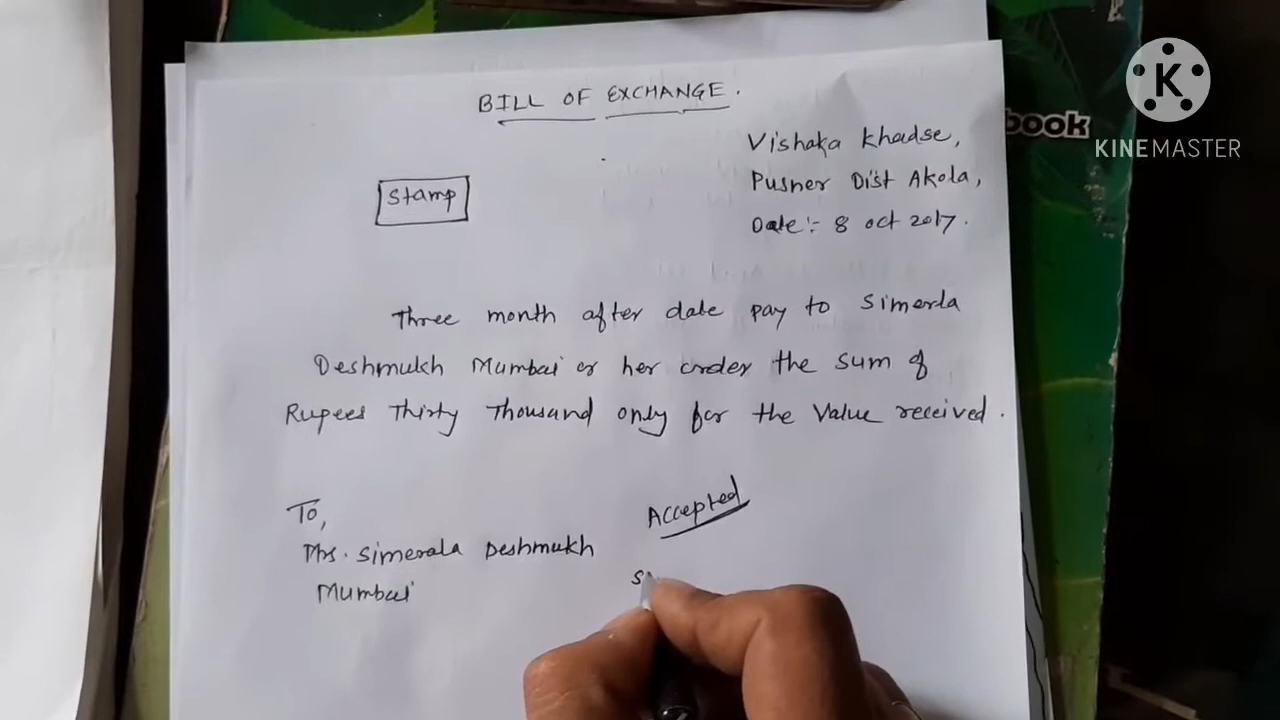 BILL OF EXCHANGE.
Vishaka Khadse,
Pusner Dist Akola,
Date:- 8 oct 2017.
Stamp
Three month after date pay to Simerla
Deshmukh Mumbai or her order the sum of
Rupees Thirty Thousand only for the Value received.
To,
Mrs. Simerala Deshmukh
Mumbai
Accepted
book
K
KINEMASTER